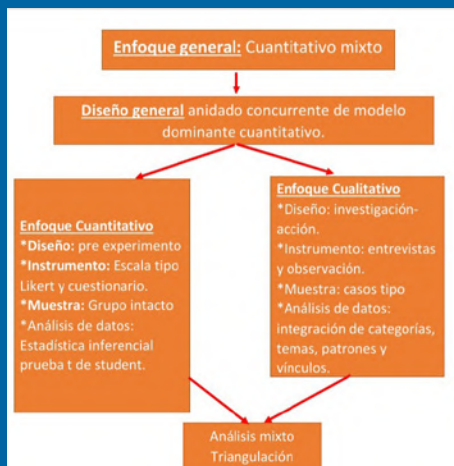 Enfoque general: Cuantitativo mixto
Diseño general anidado concurrente de modelo
dominante cuantitativo.
Enfoque Cuantitativo
*Diseño: pre experimento
*Instrumento: Escala tipo
Likert y cuestionario.
*Muestra: Grupo intacto
*Análisis de datos:
Estadística inferencial
prueba t de student.
Enfoque Cualitativo
*Diseño: investigación-
acción.
*Instrumento: entrevistas
y observación.
*Muestra: casos tipo
*Análisis de datos:
integración de categorías,
temas, patrones y
vínculos.
Análisis mixto
Triangulación